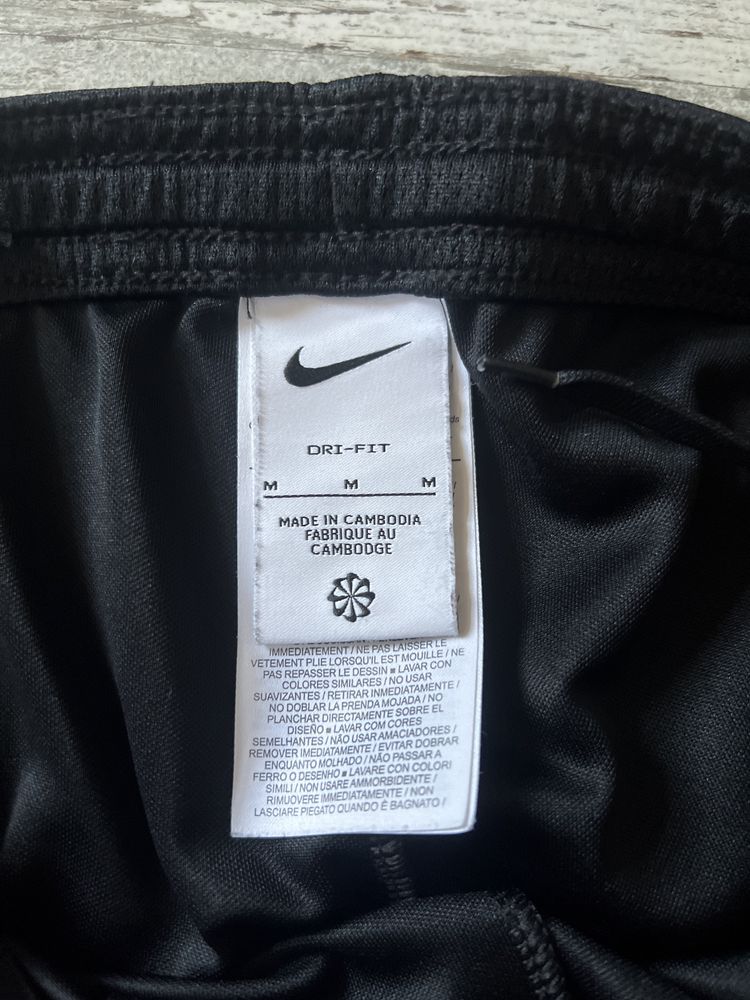 DRI-FIT
M M M
MADE IN CAMBODIA
FABRIQUE AU
CAMBODGE
IMMEDIATEMENT / NE PAS LAISSER LE
VETEMENT PLIE LORSQU'IL EST MOUILLE / NE
PAS REPASSER LE DESSIN ■ LAVAR CON
COLORES SIMILARES / NO USAR
SUAVIZANTES / RETIRAR INMEDIATAMENTE /
NO DOBLAR LA PRENDA MOJADA / NO
PLANCHAR DIRECTAMENTE SOBRE EL
DISEÑO ■ LAVAR COM CORES
SEMELHANTES / NÃO USAR AMACIADORES /
REMOVER IMEDIATAMENTE / EVITAR DOBRAR
ENQUANTO MOLHADO / NÃO PASSAR A
FERRO O DESENHO ■ LAVARE CON COLORI
SIMILI / NON USARE AMMORBIDENTE /
RIMUOVERE IMMEDIATAMENTE / NON
LASCIARE PIEGATO QUANDO È BAGNATO /